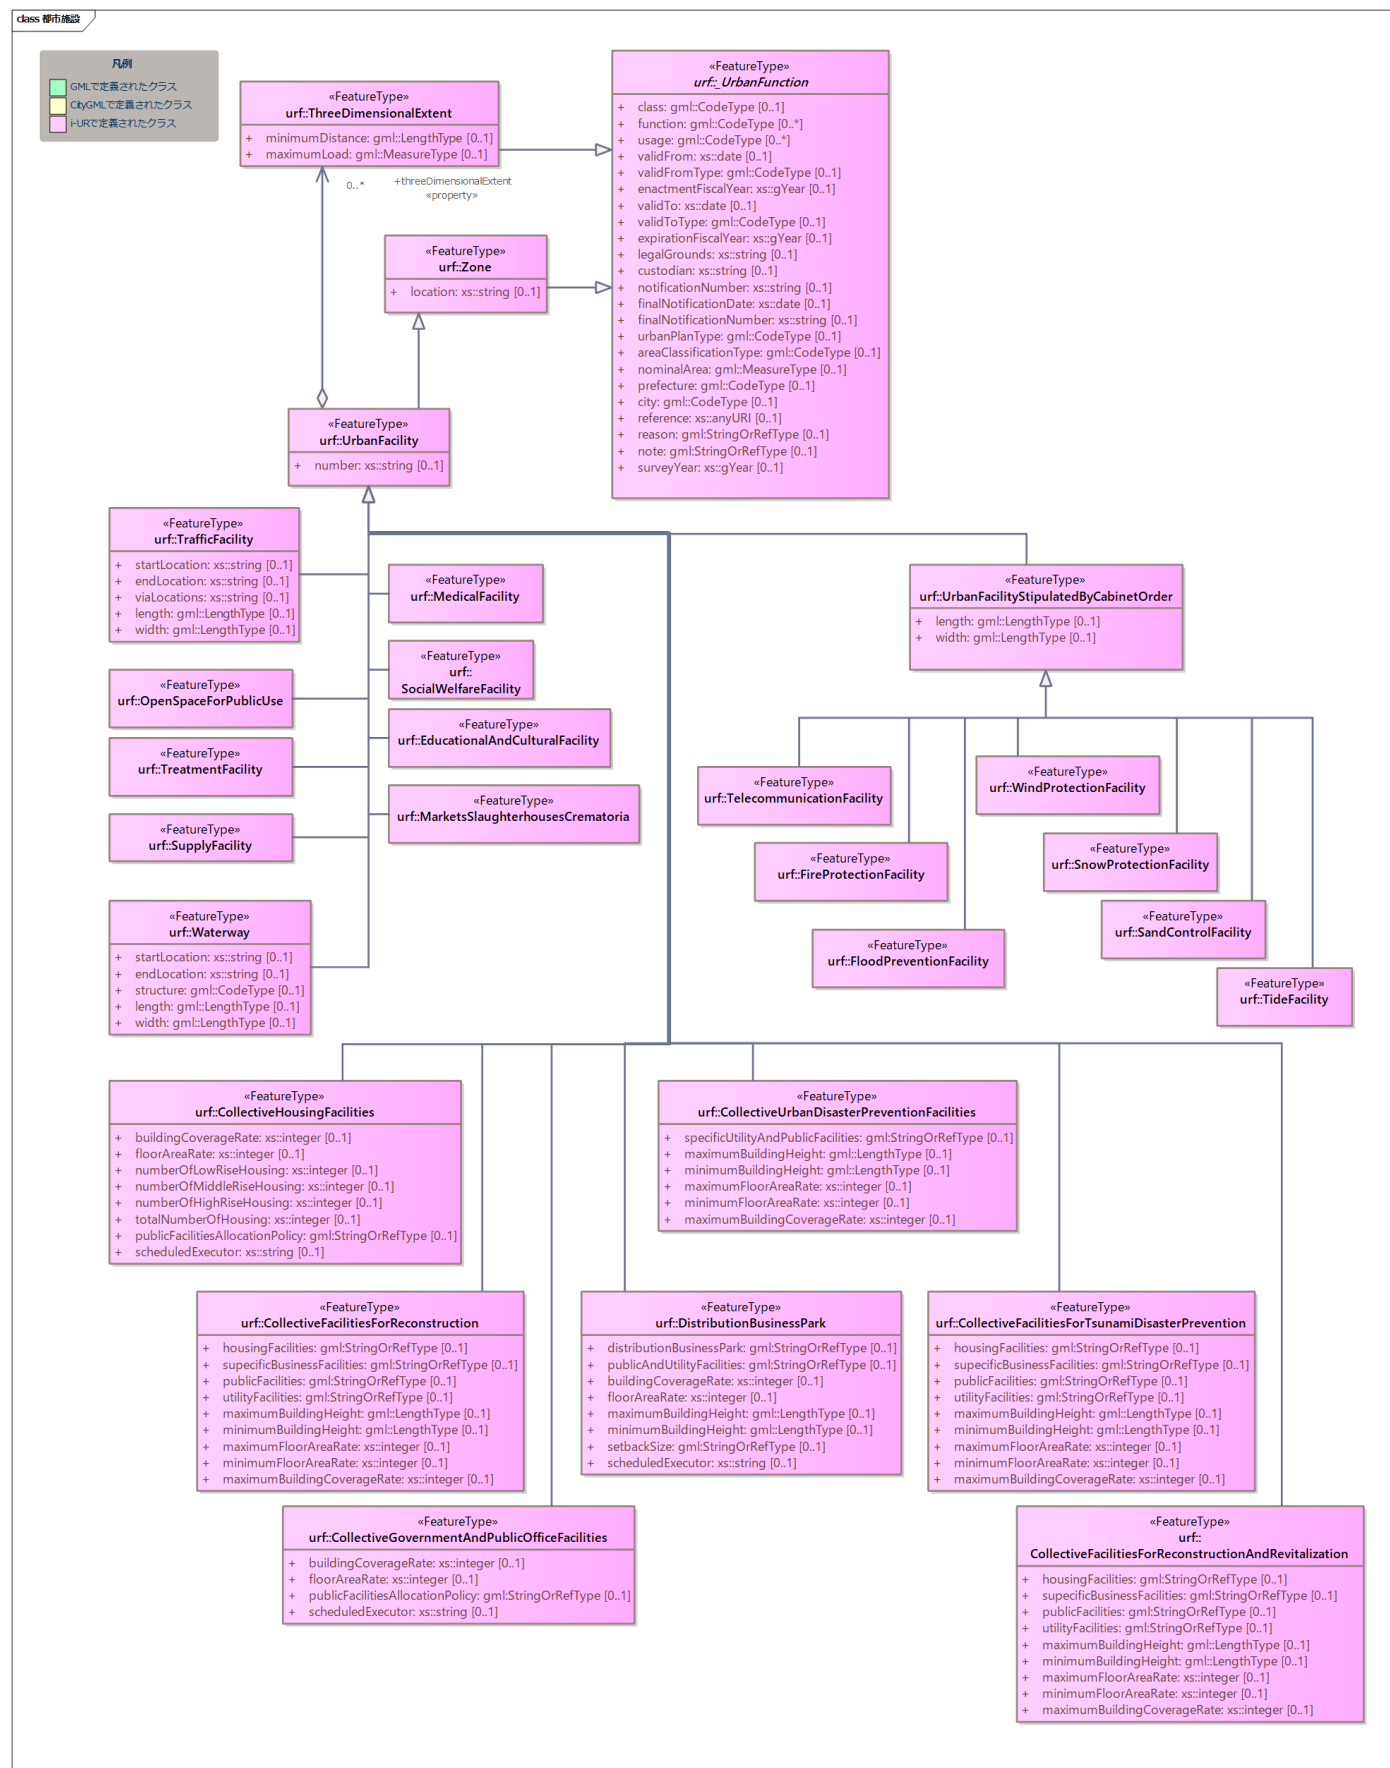 class 都市施設
凡例
GMLで定義されたクラス
CityGMLで定義されたクラス
i-URで定義されたクラス
«FeatureType»
urf::ThreeDimensionalExtent
+ minimumDistance: gml::LengthType [0..1]
+ maximumLoad: gml::MeasureType [0..1]
«FeatureType»
urf::_UrbanFunction
+ class: gml::CodeType [0..1]
+ function: gml::CodeType [0..*]
+ usage: gml::CodeType [0..*]
+ validFrom: xs::date [0..1]
+ validFromType: gml::CodeType [0..1]
+ enactmentFiscalYear: xs::gYear [0..1]
+ validTo: xs::date [0..1]
+ validToType: gml::CodeType [0..1]
+ expirationFiscalYear: xs::gYear [0..1]
+ legalGrounds: xs::string [0..1]
+ custodian: xs::string [0..1]
+ notificationNumber: xs::string [0..1]
+ finalNotificationDate: xs::date [0..1]
+ finalNotificationNumber: xs::string [0..1]
+ urbanPlanType: gml::CodeType [0..1]
+ areaClassificationType: gml::CodeType [0..1]
+ nominalArea: gml::MeasureType [0..1]
+ prefecture: gml::CodeType [0..1]
+ city: gml::CodeType [0..1]
+ reference: xs::anyURI [0..1]
+ reason: gml:StringOrRefType [0..1]
+ note: gml:StringOrRefType [0..1]
+ surveyYear: xs::gYear [0..1]
0..*
+threeDimensionalExtent
«property»
«FeatureType»
urf::Zone
+ location: xs::string [0..1]
«FeatureType»
urf::UrbanFacility
+ number: xs::string [0..1]
«FeatureType»
urf::TrafficFacility
+ startLocation: xs::string [0..1]
+ endLocation: xs::string [0..1]
+ viaLocations: xs::string [0..1]
+ length: gml::LengthType [0..1]
+ width: gml::LengthType [0..1]
«FeatureType»
urf::MedicalFacility
«FeatureType»
urf::UrbanFacilityStipulatedByCabinetOrder
+ length: gml::LengthType [0..1]
+ width: gml::LengthType [0..1]
«FeatureType»
urf::
SocialWelfareFacility
«FeatureType»
urf::OpenSpaceForPublicUse
«FeatureType»
urf::EducationalAndCulturalFacility
«FeatureType»
urf::TreatmentFacility
«FeatureType»
urf::MarketsSlaughterhousesCrematoria
«FeatureType»
urf::SupplyFacility
«FeatureType»
urf::TelecommunicationFacility
«FeatureType»
urf::WindProtectionFacility
«FeatureType»
urf::FireProtectionFacility
«FeatureType»
urf::SnowProtectionFacility
«FeatureType»
urf::SandControlFacility
«FeatureType»
urf::FloodPreventionFacility
«FeatureType»
urf::TideFacility
«FeatureType»
urf::Waterway
+ startLocation: xs::string [0..1]
+ endLocation: xs::string [0..1]
+ structure: gml::CodeType [0..1]
+ length: gml::LengthType [0..1]
+ width: gml::LengthType [0..1]
«FeatureType»
urf::CollectiveHousingFacilities
+ buildingCoverageRate: xs::integer [0..1]
+ floorAreaRate: xs::integer [0..1]
+ numberOfLowRiseHousing: xs::integer [0..1]
+ numberOfMiddleRiseHousing: xs::integer [0..1]
+ numberOfHighRiseHousing: xs::integer [0..1]
+ totalNumberOfHousing: xs::integer [0..1]
+ publicFacilitiesAllocationPolicy: gml:StringOrRefType [0..1]
+ scheduledExecutor: xs::string [0..1]
«FeatureType»
urf::CollectiveUrbanDisasterPreventionFacilities
+ specificUtilityAndPublicFacilities: gml:StringOrRefType [0..1]
+ maximumBuildingHeight: gml::LengthType [0..1]
+ minimumBuildingHeight: gml::LengthType [0..1]
+ maximumFloorAreaRate: xs::integer [0..1]
+ minimumFloorAreaRate: xs::integer [0..1]
+ maximumBuildingCoverageRate: xs::integer [0..1]
«FeatureType»
urf::CollectiveFacilitiesForReconstruction
+ housingFacilities: gml:StringOrRefType [0..1]
+ supecificBusinessFacilities: gml:StringOrRefType [0..1]
+ publicFacilities: gml:StringOrRefType [0..1]
+ utilityFacilities: gml:StringOrRefType [0..1]
+ maximumBuildingHeight: gml::LengthType [0..1]
+ minimumBuildingHeight: gml::LengthType [0..1]
+ maximumFloorAreaRate: xs::integer [0..1]
+ minimumFloorAreaRate: xs::integer [0..1]
+ maximumBuildingCoverageRate: xs::integer [0..1]
«FeatureType»
urf::DistributionBusinessPark
+ distributionBusinessPark: gml:StringOrRefType [0..1]
+ publicAndUtilityFacilities: gml:StringOrRefType [0..1]
+ buildingCoverageRate: xs::integer [0..1]
+ floorAreaRate: xs::integer [0..1]
+ maximumBuildingHeight: gml::LengthType [0..1]
+ minimumBuildingHeight: gml::LengthType [0..1]
+ setbackSize: gml:StringOrRefType [0..1]
+ scheduledExecutor: xs::string [0..1]
«FeatureType»
urf::CollectiveFacilitiesForTsunamiDisasterPrevention
+ housingFacilities: gml:StringOrRefType [0..1]
+ supecificBusinessFacilities: gml:StringOrRefType [0..1]
+ publicFacilities: gml:StringOrRefType [0..1]
+ utilityFacilities: gml:StringOrRefType [0..1]
+ maximumBuildingHeight: gml::LengthType [0..1]
+ minimumBuildingHeight: gml::LengthType [0..1]
+ maximumFloorAreaRate: xs::integer [0..1]
+ minimumFloorAreaRate: xs::integer [0..1]
+ maximumBuildingCoverageRate: xs::integer [0..1]
«FeatureType»
urf::CollectiveGovernmentAndPublicOfficeFacilities
+ buildingCoverageRate: xs::integer [0..1]
+ floorAreaRate: xs::integer [0..1]
+ publicFacilitiesAllocationPolicy: gml:StringOrRefType [0..1]
+ scheduledExecutor: xs::string [0..1]
«FeatureType»
urf::
CollectiveFacilitiesForReconstructionAndRevitalization
+ housingFacilities: gml:StringOrRefType [0..1]
+ supecificBusinessFacilities: gml:StringOrRefType [0..1]
+ publicFacilities: gml:StringOrRefType [0..1]
+ utilityFacilities: gml:StringOrRefType [0..1]
+ maximumBuildingHeight: gml::LengthType [0..1]
+ minimumBuildingHeight: gml::LengthType [0..1]
+ maximumFloorAreaRate: xs::integer [0..1]
+ minimumFloorAreaRate: xs::integer [0..1]
+ maximumBuildingCoverageRate: xs::integer [0..1]